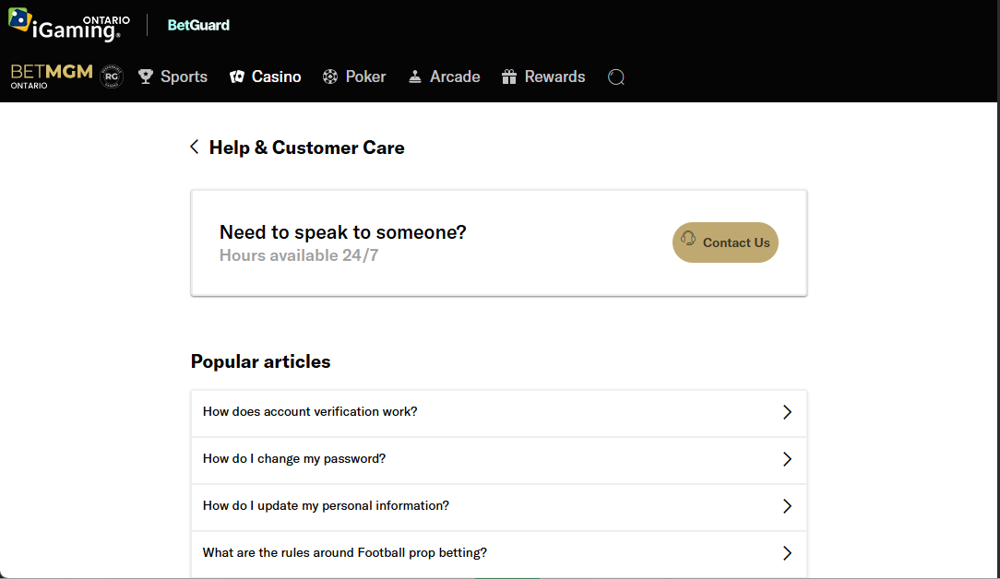 iGaming ONTARIO
BetGuard
BETMGM
ONTARIO
RG
Sports
Casino
Poker
Arcade
Rewards
Help & Customer Care
Need to speak to someone?
Hours available 24/7
Contact Us
Popular articles
How does account verification work?
How do I change my password?
How do I update my personal information?
What are the rules around Football prop betting?